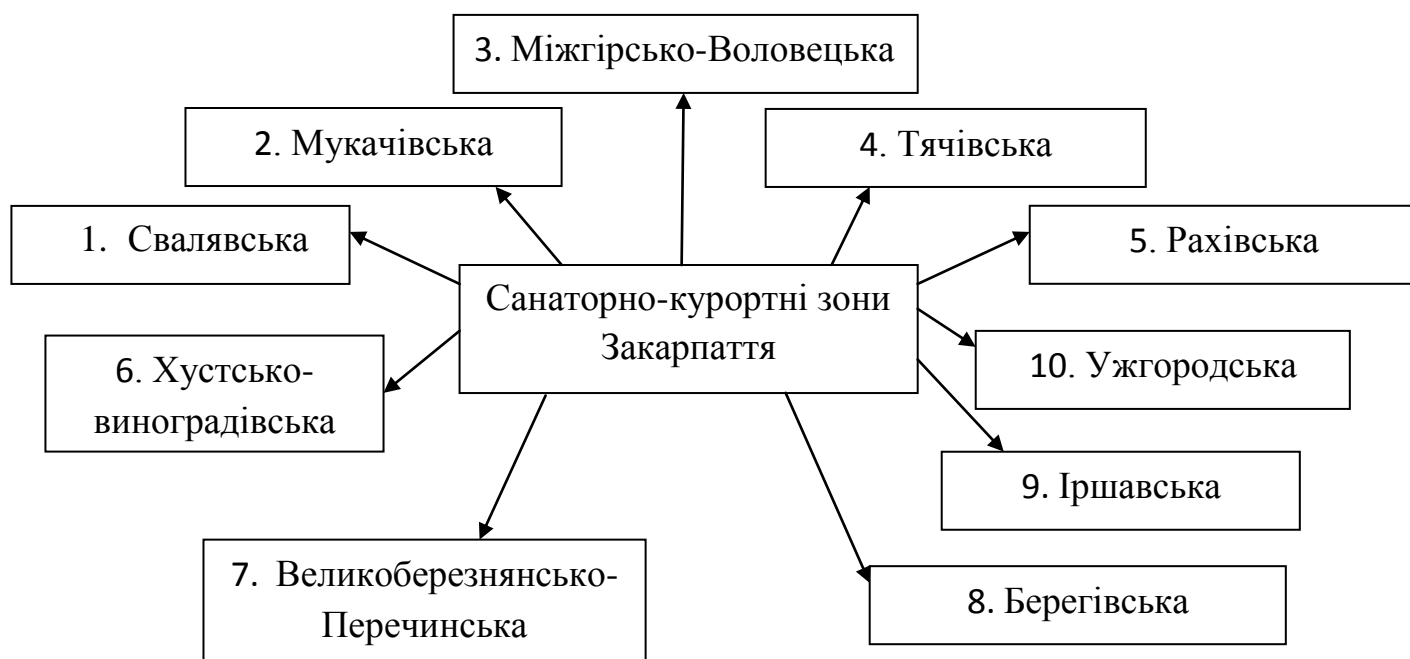 3. Міжгірсько-Воловецька
2. Мукачівська
4. Тячівська
1. Свалявська
5. Рахівська
Санаторно-курортні зони
Закарпаття
6. Хустсько-
виноградівська
10. Ужгородська
9. Іршавська
7. Великоберезнянсько-
Перечинська
8. Берегівська